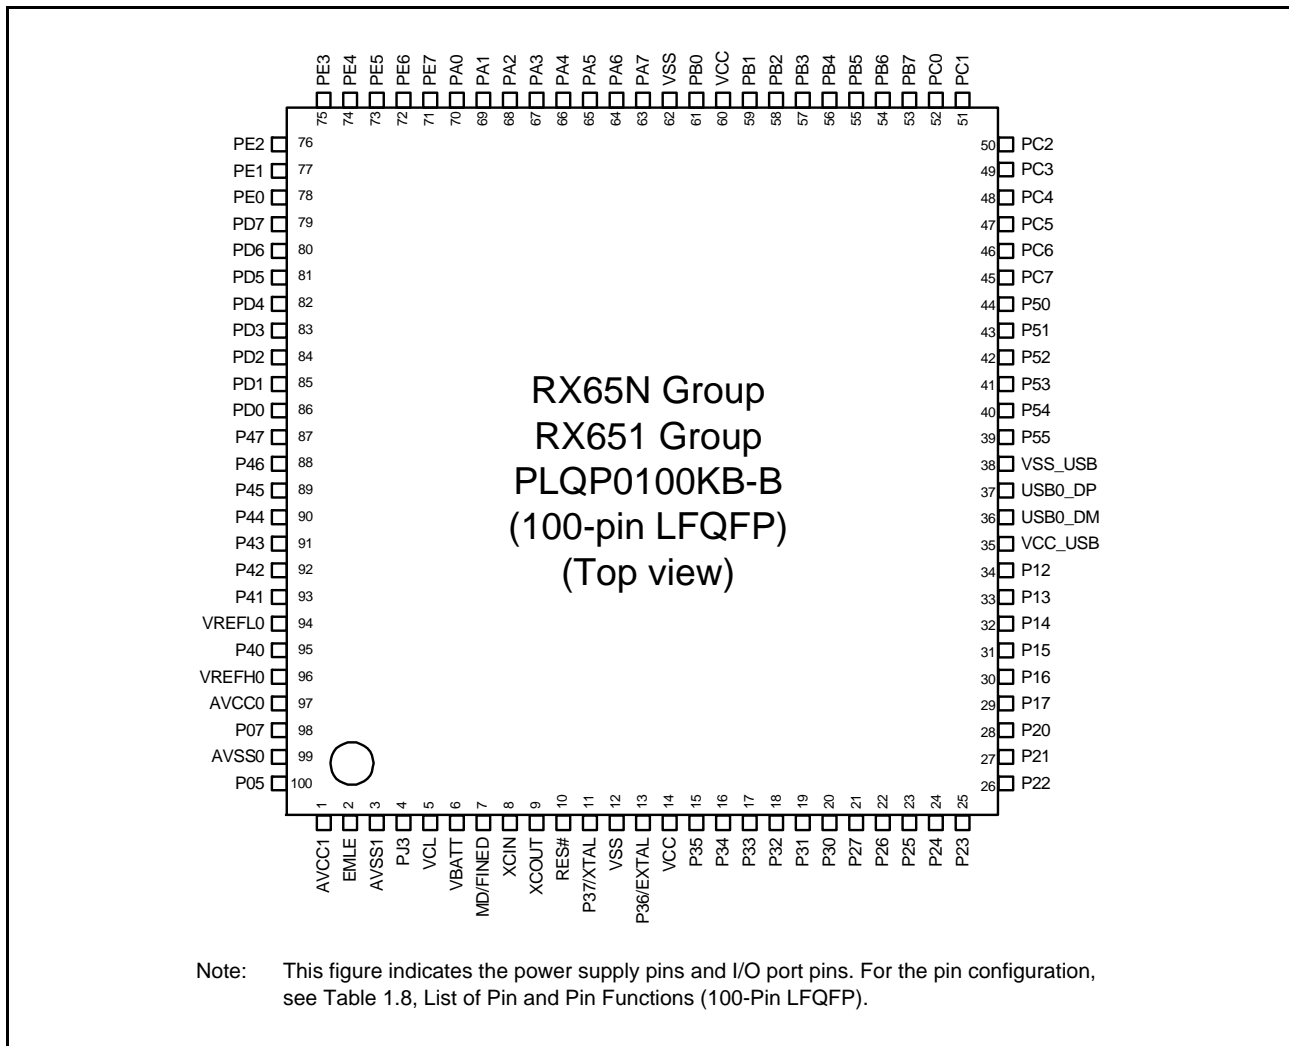 PE3 PE4 PE5 PE6 PE7 PA0 PA1 PA2 PA3 PA4 PA5 PA6 PA7 VSS PB0 VCC PB1 PB2 PB3 PB4 PB5 PB6 PB7 PC0 PC1
75 74 73 72 71 70 69 68 67 66 65 64 63 62 61 60 59 58 57 56 55 54 53 52 51
PE2 76
PE1 77
PE0 78
PD7 79
PD6 80
PD5 81
PD4 82
PD3 83
PD2 84
PD1 85
PD0 86
P47 87
P46 88
P45 89
P44 90
P43 91
P42 92
P41 93
VREFL0 94
P40 95
VREFH0 96
AVCC0 97
P07 98
AVSS0 99
P05 100
RX65N Group
RX651 Group
PLQP0100KB-B
(100-pin LFQFP)
(Top view)
50 PC2
49 PC3
48 PC4
47 PC5
46 PC6
45 PC7
44 P50
43 P51
42 P52
41 P53
40 P54
39 P55
38 VSS_USB
37 USB0_DP
36 USB0_DM
35 VCC_USB
34 P12
33 P13
32 P14
31 P15
30 P16
29 P17
28 P20
27 P21
26 P22
1 2 3 4 5 6 7 8 9 10 11 12 13 14 15 16 17 18 19 20 21 22 23 24 25
AVCC1 EMLE AVSS1 PJ3 VCL VBATT MD/FINED XCIN XCOUT RES# P37/XTAL VSS P36/EXTAL VCC P35 P34 P33 P32 P31 P30 P27 P26 P25 P24 P23
Note: This figure indicates the power supply pins and I/O port pins. For the pin configuration,
see Table 1.8, List of Pin and Pin Functions (100-Pin LFQFP).